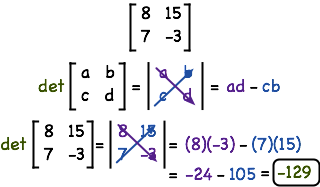 [8 15
7 -3]
det [a b
c d] = |a b
c d| = ad - cb
det [8 15
7 -3] = |8 15
7 -3| = (8)(-3) - (7)(15)
= -24 - 105 = -129